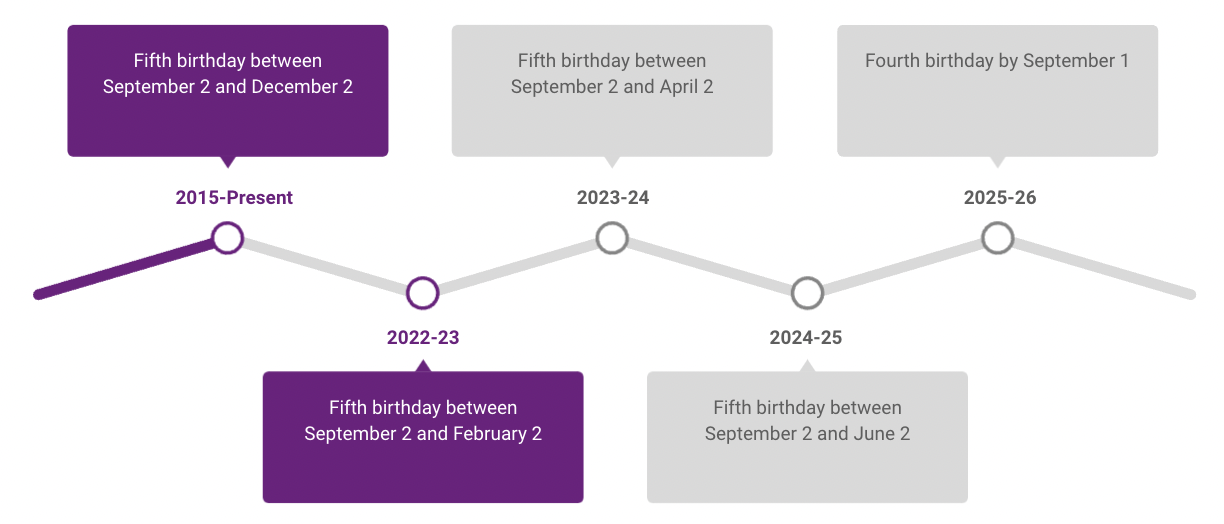 Fifth birthday between
September 2 and December 2
2015-Present
2022-23
Fifth birthday between
September 2 and February 2
Fifth birthday between
September 2 and April 2
2023-24
2024-25
Fifth birthday between
September 2 and June 2
Fourth birthday by September 1
2025-26